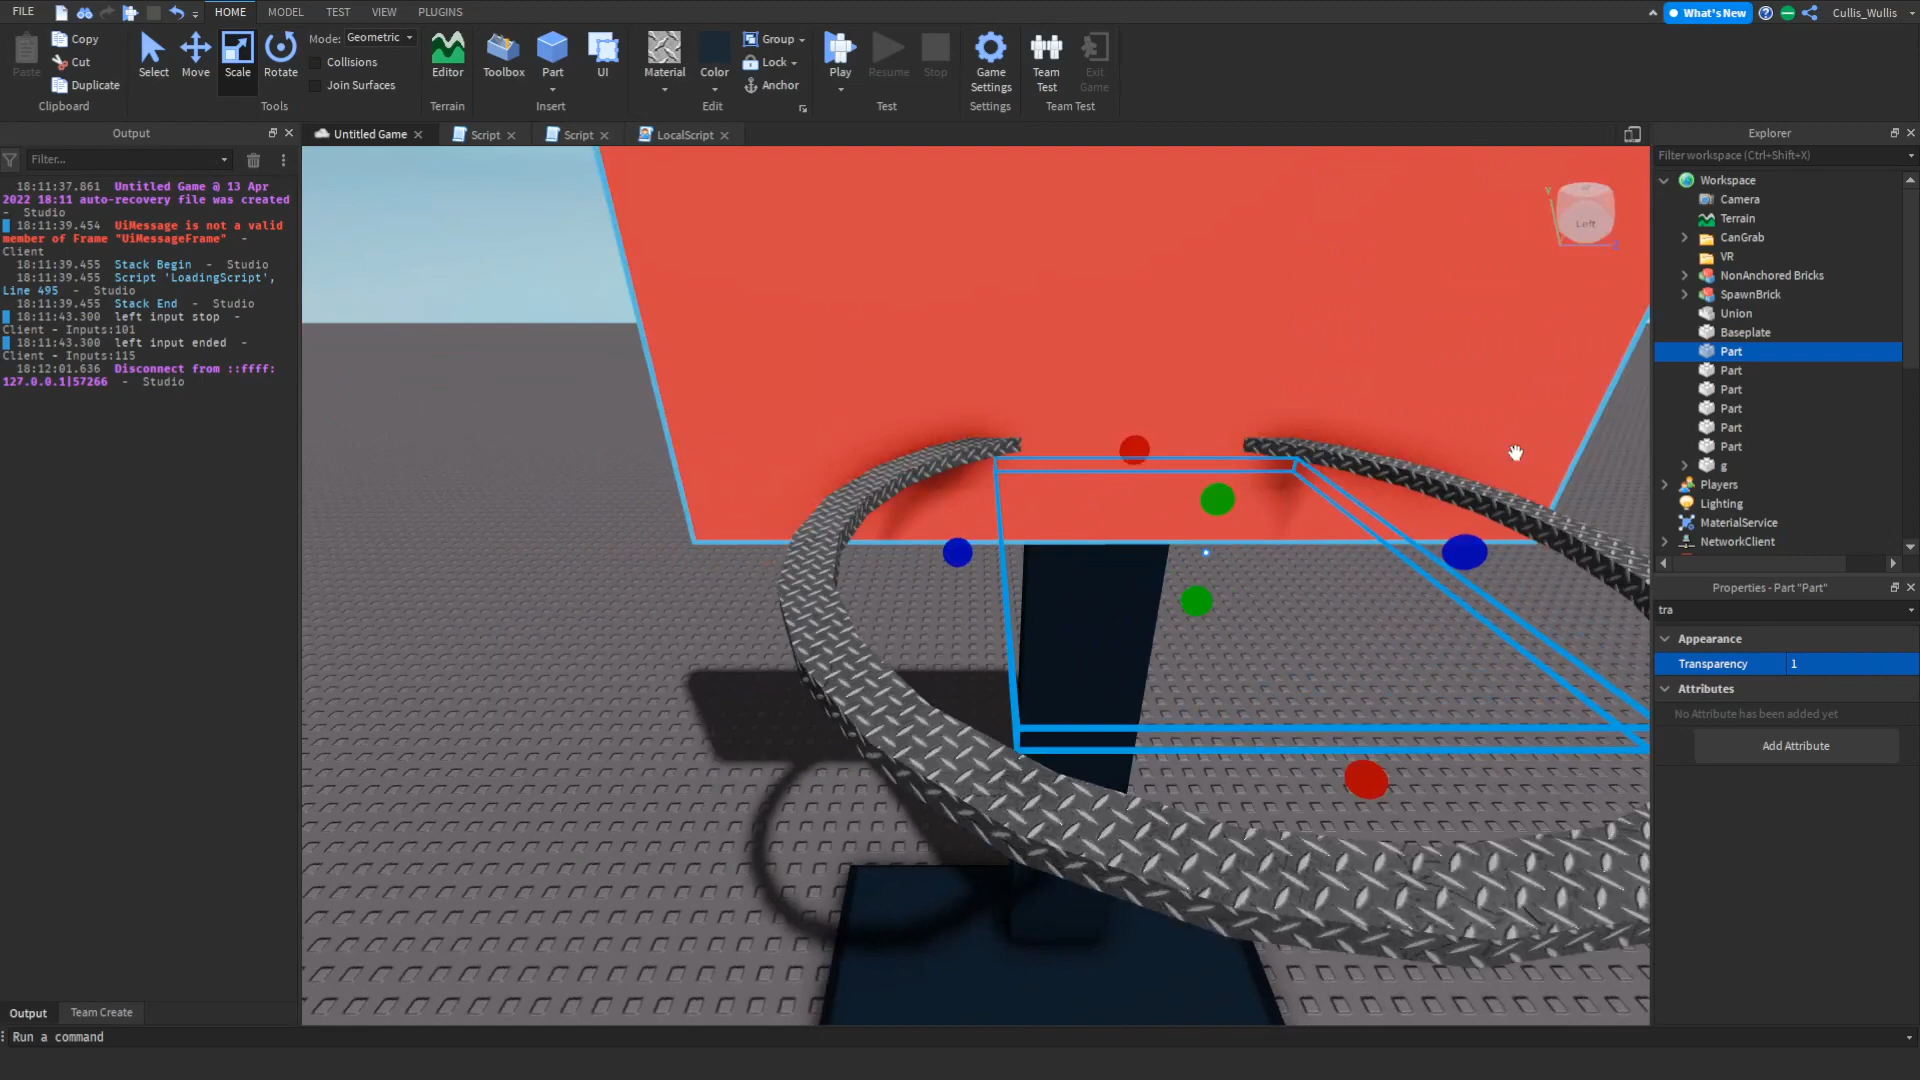 FILE
HOME
MODEL
TEST
VIEW
PLUGINS
What's New
Cullis_Wullis
Paste
Copy
Cut
Duplicate
Clipboard
Select
Move
Scale
Rotate
Mode: Geometric
Collisions
Join Surfaces
Tools
Editor
Terrain
Toolbox
Part
UI
Insert
Material
Color
Group
Lock
Anchor
Edit
Play
Resume
Stop
Test
Game
Settings
Settings
Team
Test
Exit
Game
Team Test
Output
Filter...
18:11:37.861 Untitled Game @ 13 Apr
2022 18:11 auto-recovery file was created
- Studio
18:11:39.454 UiMessage is not a valid
member of Frame "UiMessageFrame" -
Client
18:11:39.455 Stack Begin - Studio
18:11:39.455 Script 'LoadingScript',
Line 495 - Studio
18:11:39.455 Stack End - Studio
18:11:43.300 left input stop -
Client - Inputs:101
18:11:43.300 left input ended -
Client - Inputs:115
18:12:01.636 Disconnect from ::ffff:
127.0.0.1|57266 - Studio
Untitled Game
Script
Script
LocalScript
Y
Left
Explorer
Filter workspace (Ctrl+Shift+X)
Workspace
Camera
Terrain
CanGrab
VR
NonAnchored Bricks
SpawnBrick
Union
Baseplate
Part
Part
Part
Part
Part
Part
g
Players
Lighting
MaterialService
NetworkClient
Properties - Part "Part"
tra
Appearance
Transparency 1
Attributes
No Attribute has been added yet
Add Attribute
Output
Team Create
Run a command